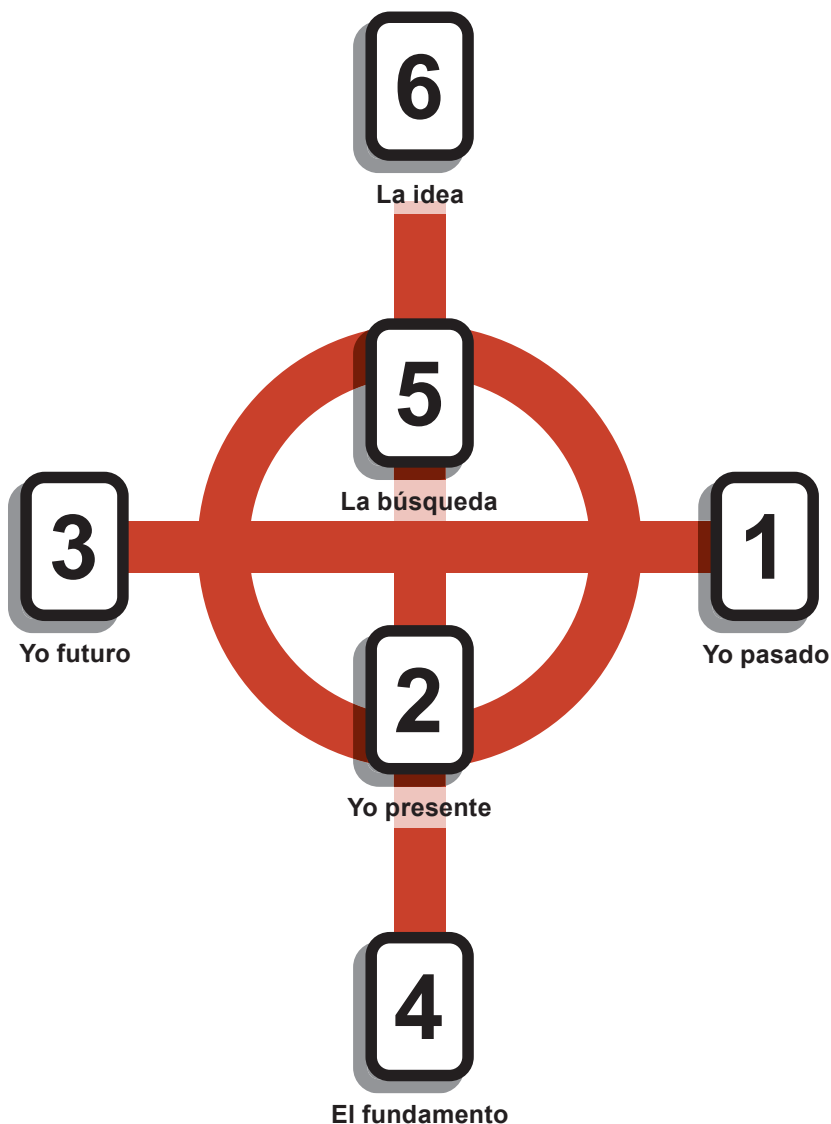 6
La idea
5
La búsqueda
3
Yo futuro
1
Yo pasado
2
Yo presente
4
El fundamento